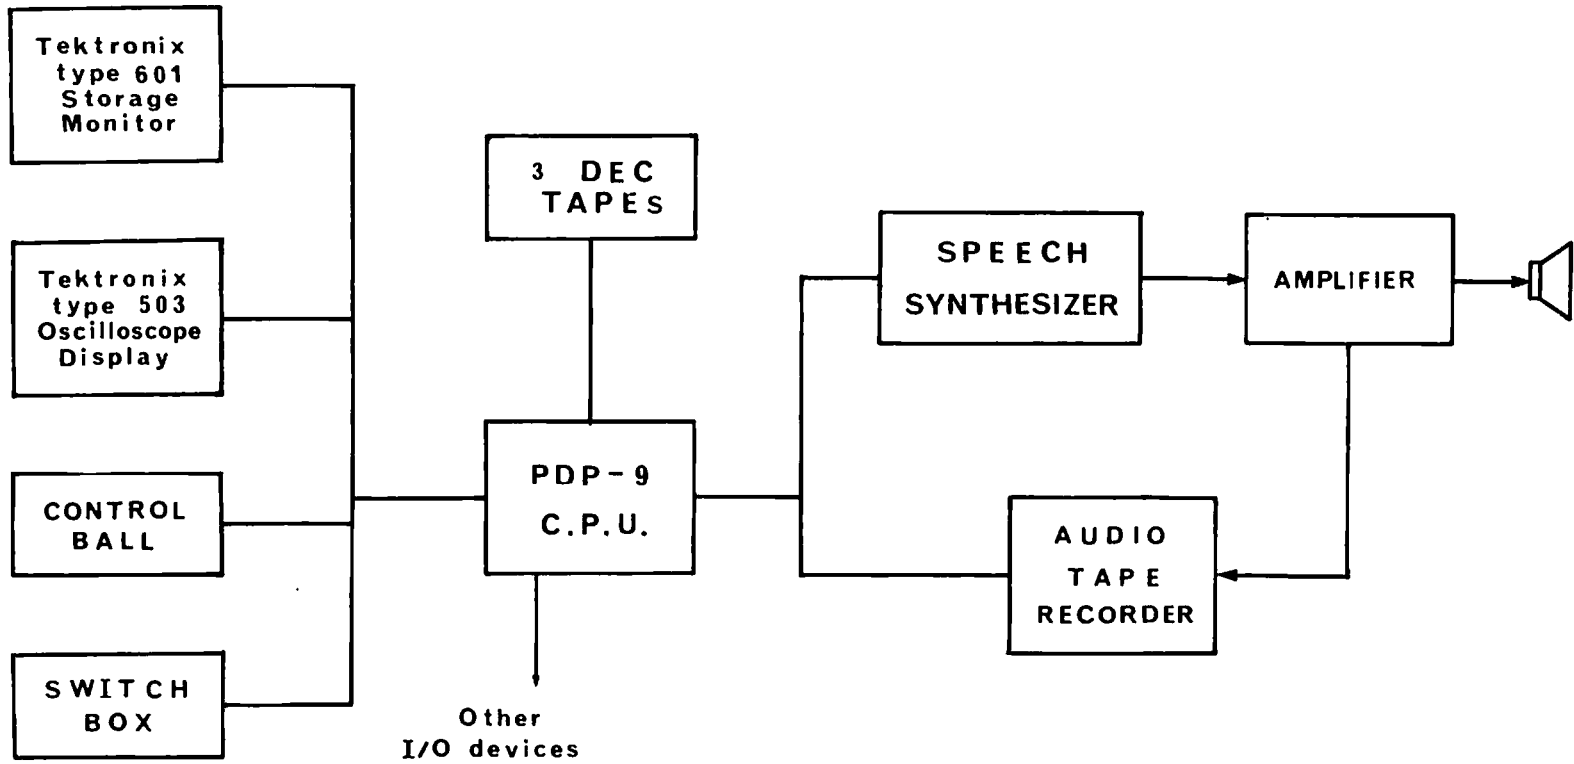 Tektronix
type 601
Storage
Monitor
Tektronix
type 503
Oscilloscope
Display
CONTROL
BALL
SWITCH
BOX
3 DEC
TAPES
PDP-9
C.P.U.
Other
I/O devices
SPEECH
SYNTHESIZER
AMPLIFIER
AUDIO
TAPE
RECORDER